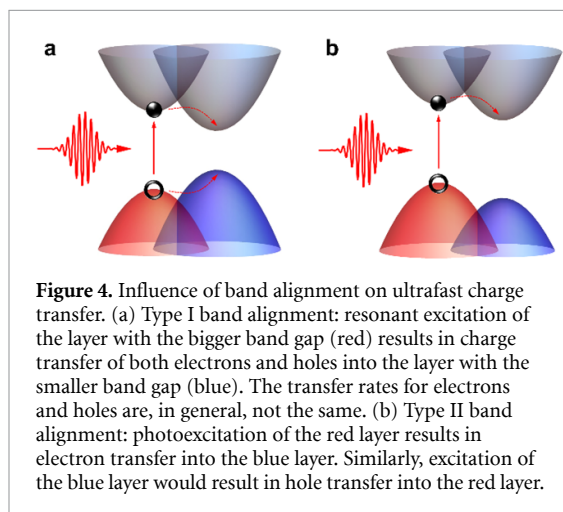 a
b
Figure 4. Influence of band alignment on ultrafast charge
transfer. (a) Type I band alignment: resonant excitation of
the layer with the bigger band gap (red) results in charge
transfer of both electrons and holes into the layer with the
smaller band gap (blue). The transfer rates for electrons
and holes are, in general, not the same. (b) Type II band
alignment: photoexcitation of the red layer results in
electron transfer into the blue layer. Similarly, excitation of
the blue layer would result in hole transfer into the red layer.